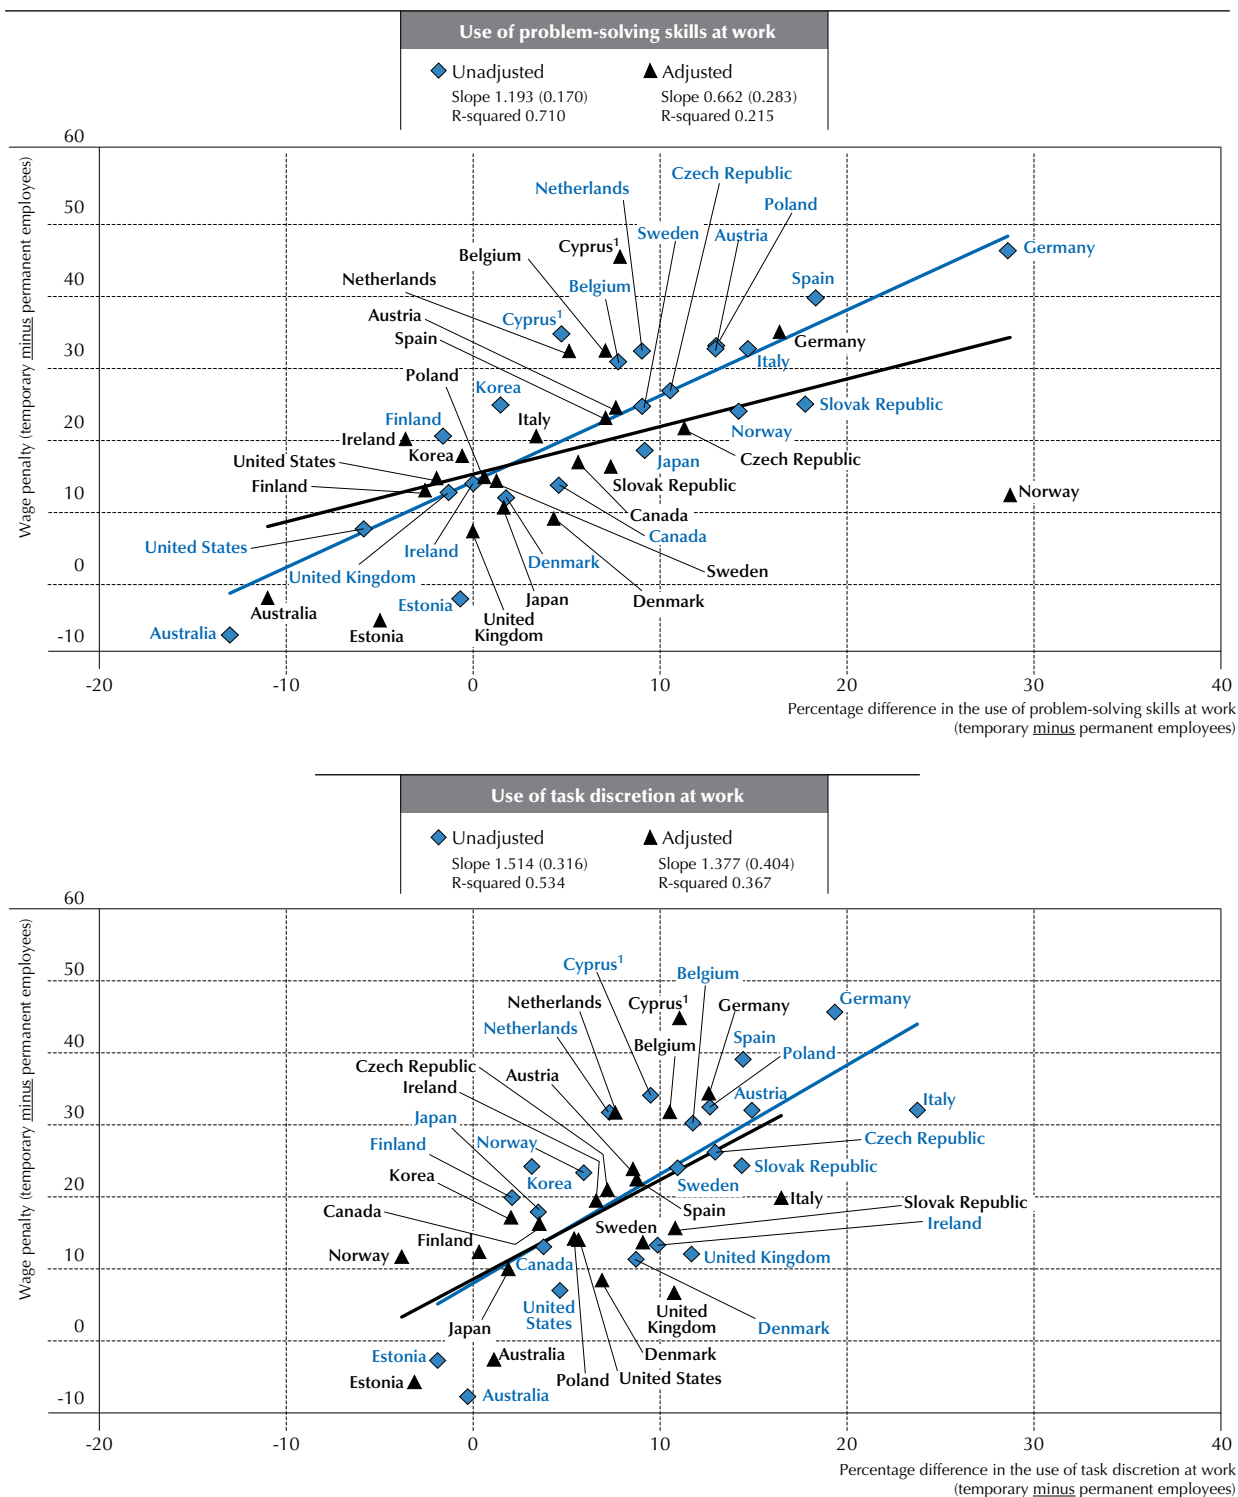 Use of problem-solving skills at work
Unadjusted
Adjusted
Slope 1.193 (0.170)
Slope 0.662 (0.283)
R-squared 0.710
R-squared 0.215
Wage penalty (temporary minus permanent employees)
60
50
40
30
20
10
0
-10
Czech Republic
Netherlands
Poland
Sweden
Austria
Cyprus¹
Belgium
Germany
Netherlands
Belgium
Spain
Austria
Cyprus¹
Spain
Germany
Italy
Poland
Korea
Slovak Republic
Finland
Italy
Norway
Ireland
Korea
Japan
Czech Republic
United States
Finland
Slovak Republic
Norway
Canada
Canada
United States
Ireland
Denmark
United Kingdom
Sweden
Estonia
Japan
Denmark
Australia
United
Kingdom
Australia
Estonia
-20
-10
0
10
20
30
40
Percentage difference in the use of problem-solving skills at work
(temporary minus permanent employees)
Use of task discretion at work
Unadjusted
Adjusted
Slope 1.514 (0.316)
Slope 1.377 (0.404)
R-squared 0.534
R-squared 0.367
Wage penalty (temporary minus permanent employees)
60
50
40
30
20
10
0
-10
Cyprus¹
Belgium
Netherlands
Cyprus¹
Germany
Germany
Netherlands
Spain
Belgium
Poland
Czech Republic
Austria
Ireland
Austria
Italy
Japan
Finland
Norway
Czech Republic
Korea
Korea
Slovak Republic
Sweden
Italy
Canada
Spain
Slovak Republic
Sweden
Ireland
Finland
Norway
Canada
United Kingdom
United
States
United
Kingdom
Japan
Denmark
Estonia
Australia
Denmark
Estonia
Poland
United States
Australia
-20
-10
0
10
20
30
40
Percentage difference in the use of task discretion at work
(temporary minus permanent employees)